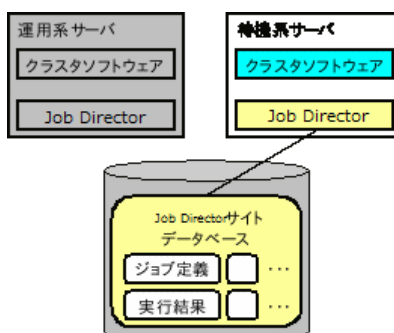 運用系サーバ
クラスタソフトウェア
Job Director
待機系サーバ
クラスタソフトウェア
Job Director
Job Directorサイト
データベース
ジョブ定義
...
実行結果
...